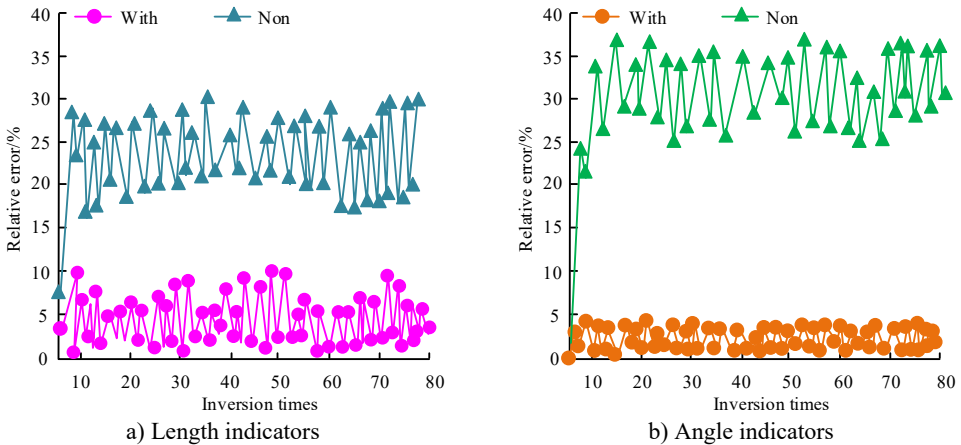 With Non
Relative error/%
40
35
30
25
20
15
10
5
0
10 20 30 40 50 60 70 80
Inversion times
a) Length indicators
With Non
Relative error/%
40
35
30
25
20
15
10
5
0
10 20 30 40 50 60 70 80
Inversion times
b) Angle indicators